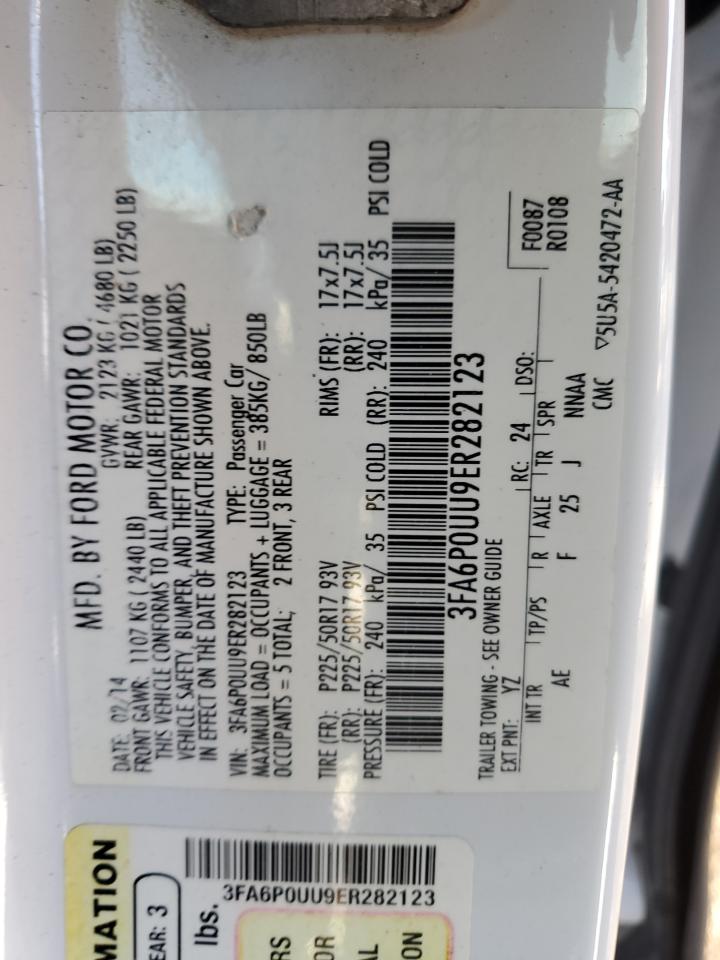 MFD. BY FORD MOTOR CO.
DATE: 02/14 GVWR: 2123 KG ( 4680 LB)
FRONT GAWR: 1107 KG ( 2440 LB) REAR GAWR: 1021 KG ( 2250 LB)
THIS VEHICLE CONFORMS TO ALL APPLICABLE FEDERAL MOTOR
VEHICLE SAFETY, BUMPER, AND THEFT PREVENTION STANDARDS
IN EFFECT ON THE DATE OF MANUFACTURE SHOWN ABOVE.
VIN: 3FA6P0UU9ER282123 TYPE: Passenger Car
MAXIMUM LOAD = OCCUPANTS + LUGGAGE = 385KG/ 850LB
OCCUPANTS = 5 TOTAL; 2 FRONT, 3 REAR
TIRE (FR): P225/50R17 93V RIMS (FR): 17x7.5J
(RR): P225/50R17 93V (RR): 17x7.5J
PRESSURE (FR): 240 kPa/ 35 PSI COLD (RR): 240 kPa/ 35 PSI COLD
3FA6P0UU9ER282123
TRAILER TOWING - SEE OWNER GUIDE
F0087
R0108
EXT PNT: YZ RC: 24 DSO:
INT TR TP/PS R AXLE TR SPR
AE F 25 J NNAA
CMC ▽5U5A-5420472-AA
MATION
EAR: 3
lbs.
3FA6P0UU9ER282123
RS
OR
AL
ON